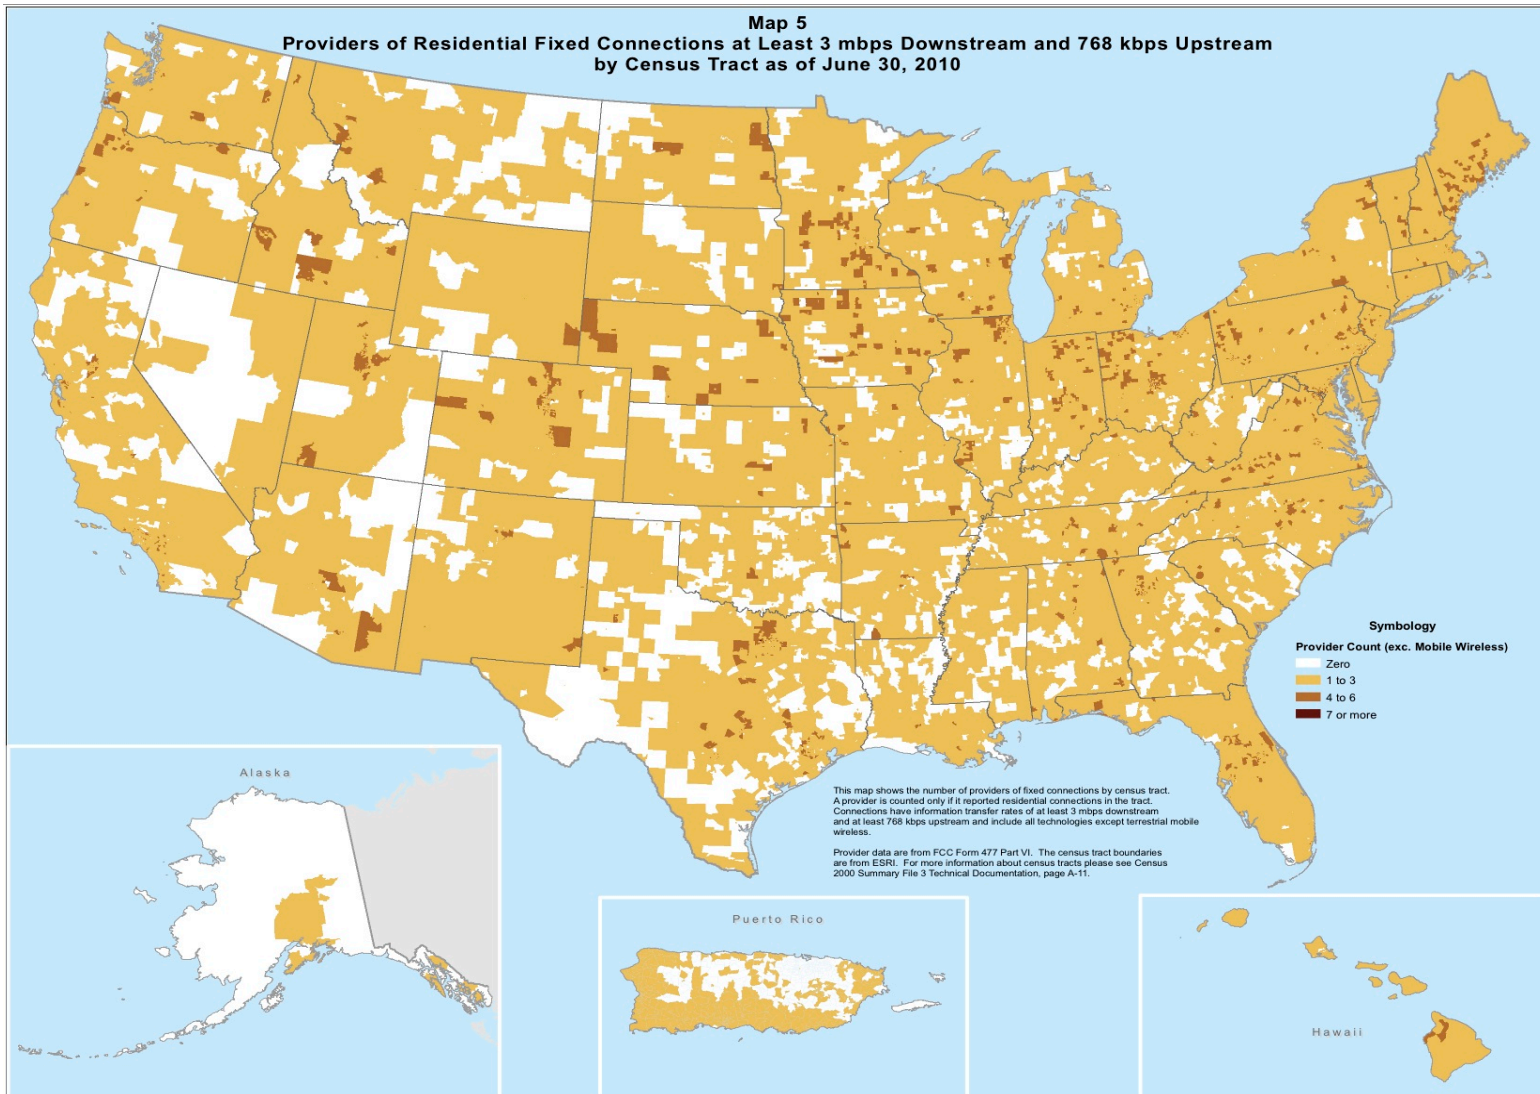 Map 5
Providers of Residential Fixed Connections at Least 3 mbps Downstream and 768 kbps Upstream
by Census Tract as of June 30, 2010
Symbology
Provider Count (exc. Mobile Wireless)
Zero
1 to 3
4 to 6
7 or more
This map shows the number of providers of fixed connections by census tract.
A provider is counted only if it reported residential connections in the tract.
Connections have information transfer rates of at least 3 mbps downstream
and at least 768 kbps upstream and include all technologies except terrestrial mobile
wireless.
Provider data are from FCC Form 477 Part VI. The census tract boundaries
are from ESRI. For more information about census tracts please see Census
2000 Summary File 3 Technical Documentation, page A-11.
Alaska
Puerto Rico
Hawaii